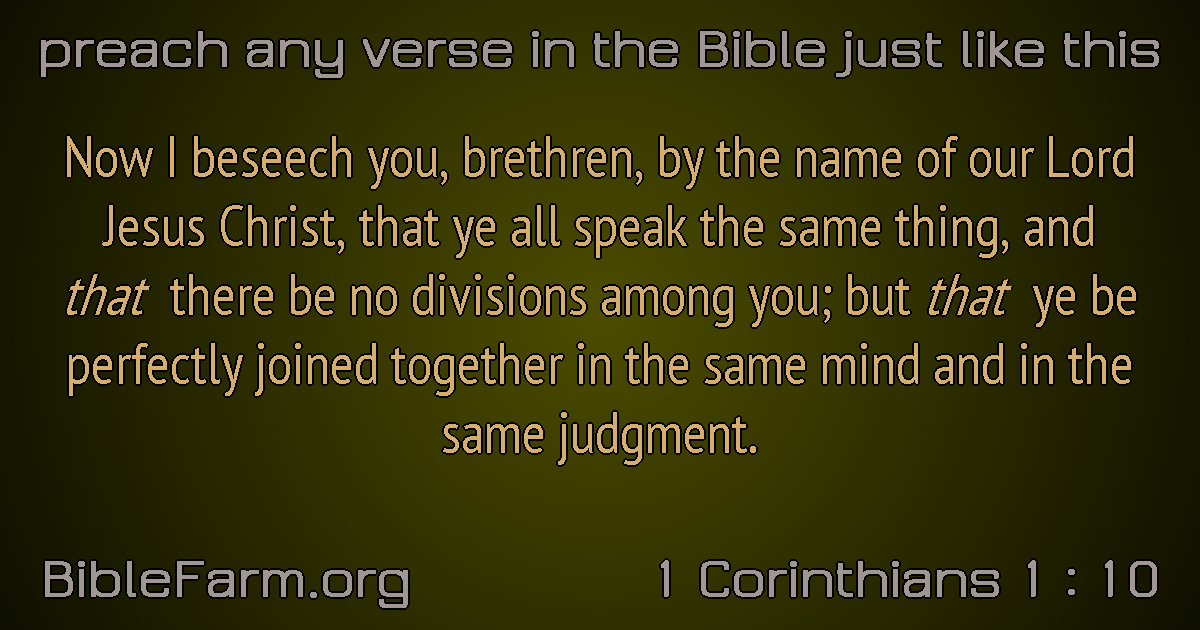 preach any verse in the Bible just like this
Now I beseech you, brethren, by the name of our Lord
Jesus Christ, that ye all speak the same thing, and
that there be no divisions among you; but that ye be
perfectly joined together in the same mind and in the
same judgment.
BibleFarm.org
1 Corinthians 1 : 10